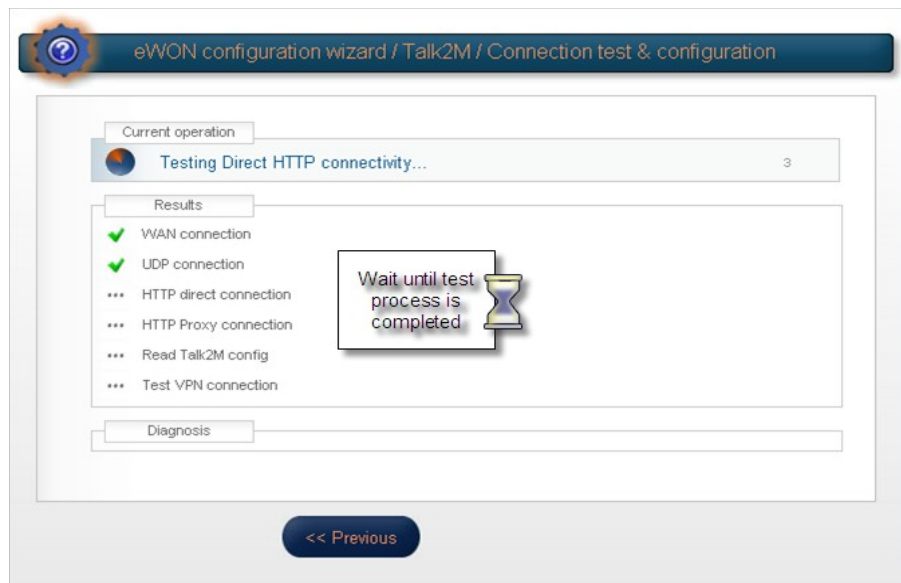 eWON configuration wizard / Talk2M / Connection test & configuration
Current operation
Testing Direct HTTP connectivity...
3
Results
WAN connection
UDP connection
HTTP direct connection
HTTP Proxy connection
Read Talk2M config
Test VPN connection
Wait until test
process is
completed
Diagnosis
<< Previous